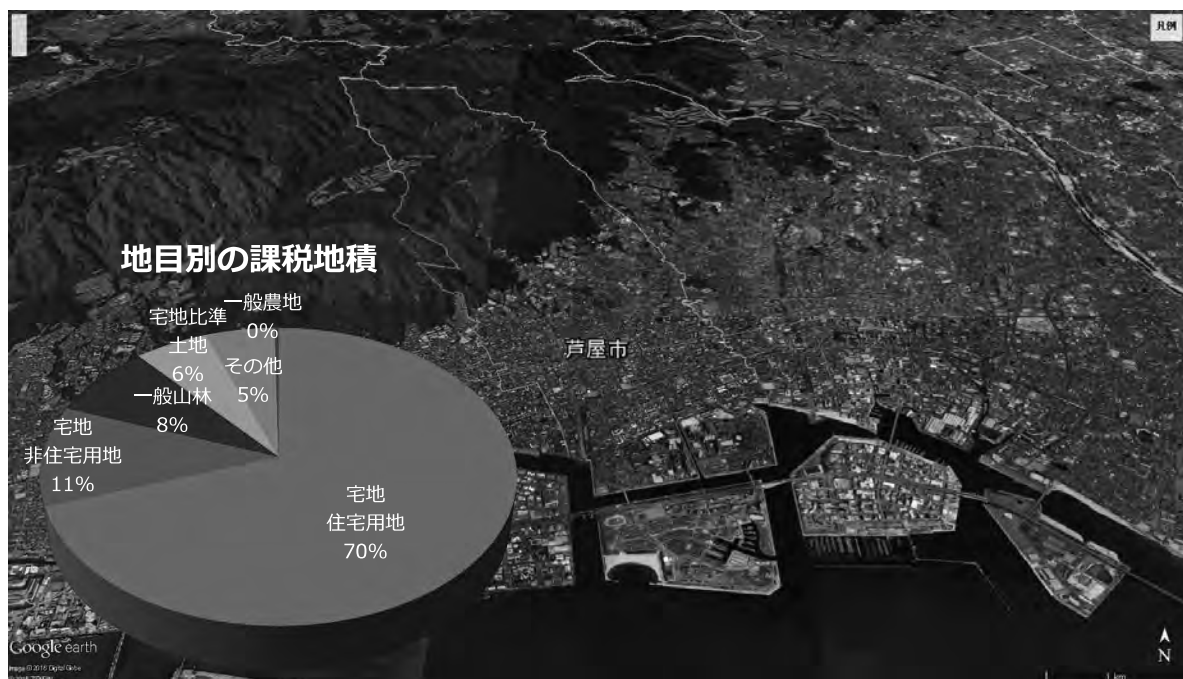 凡例
地目別の課税地積
一般農地
0%
宅地比準
土地
6%
その他
5%
一般山林
8%
宅地
非住宅用地
11%
宅地
住宅用地
70%
芦屋市
Google earth
N
1 km